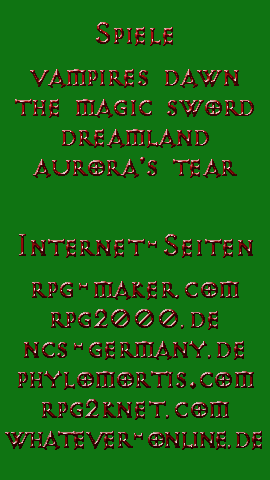 Spiele
Vampires Dawn
The Magic Sword
Dreamland
Aurora's Tear
Internet-Seiten
rpg-maker.com
rpg2000.de
ncs-germany.de
phylomortis.com
rpg2knet.com
whatever-online.de